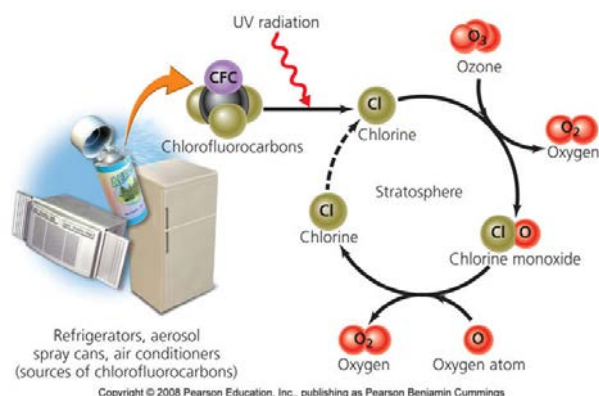 UV radiation
O3
Ozone
CFC
Cl
Chlorofluorocarbons
Chlorine
O2
Oxygen
Stratosphere
Cl
Chlorine
Cl O
Chlorine monoxide
O2
O
Oxygen
Oxygen atom
Refrigerators, aerosol
spray cans, air conditioners
(sources of chlorofluorocarbons)
Copyright © 2008 Pearson Education, Inc., publishing as Pearson Benjamin Cummings